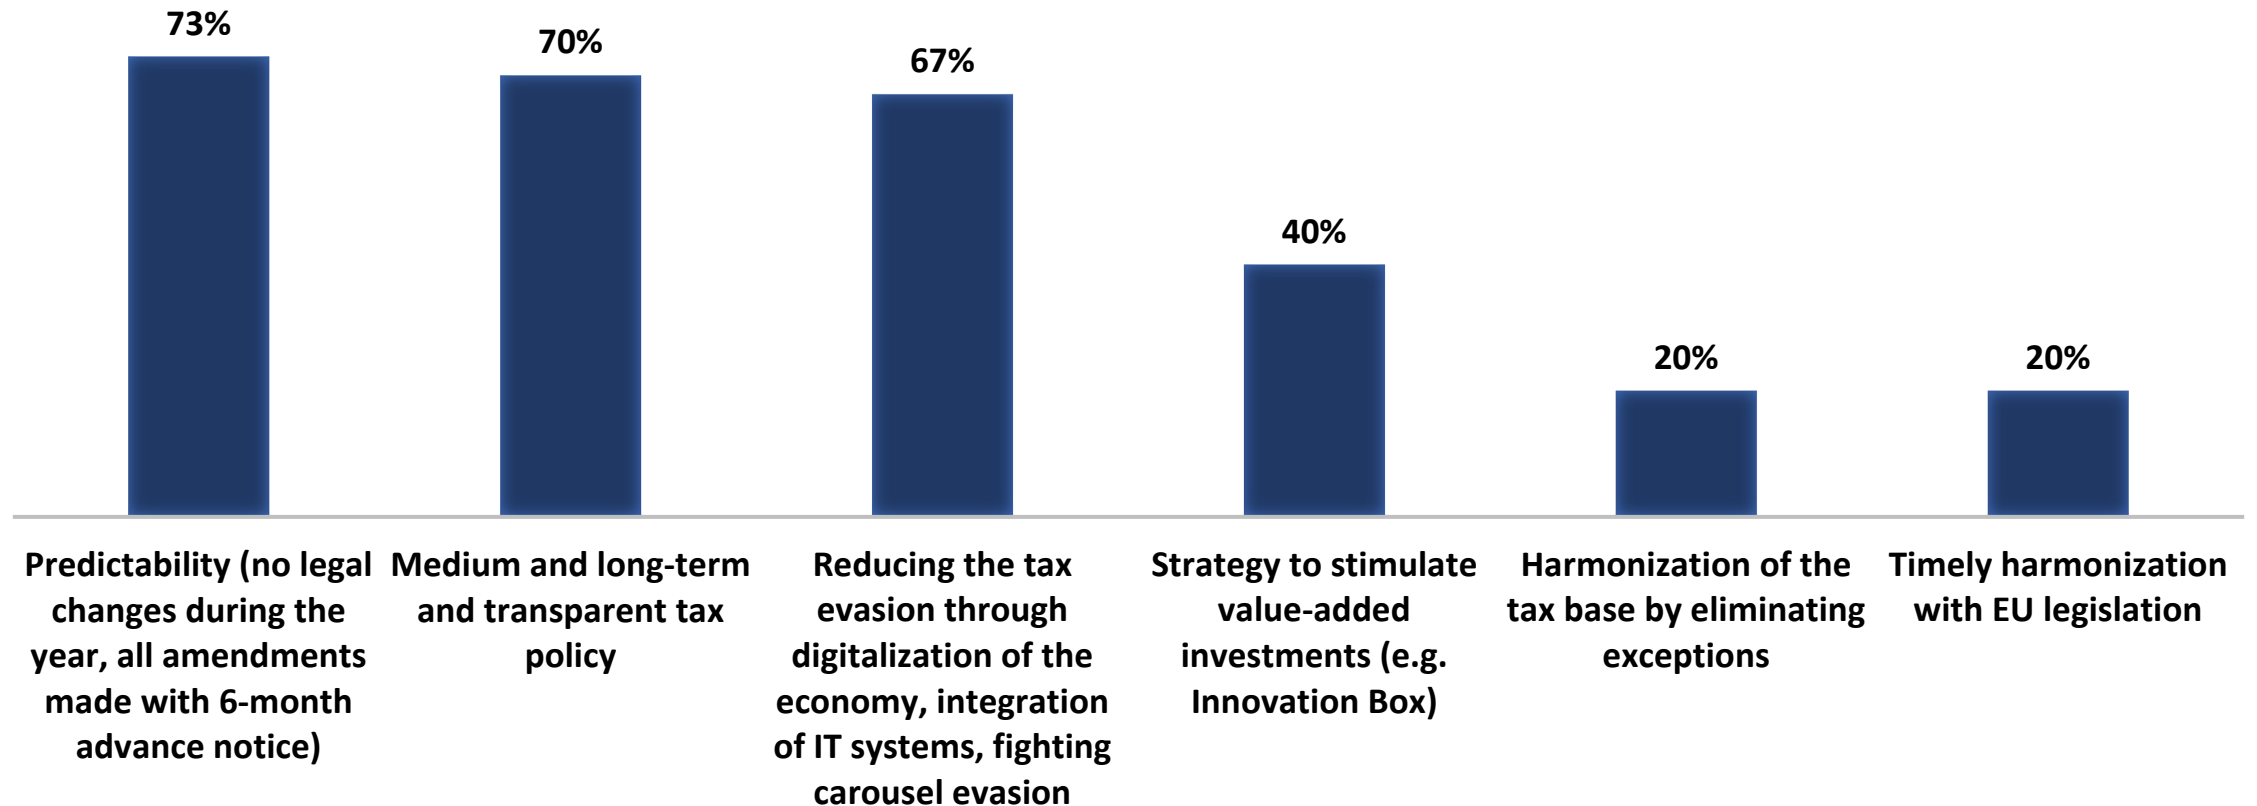 73%
70%
67%
40%
20%
20%
Predictability (no legal
changes during the
year, all amendments
made with 6-month
advance notice)
Medium and long-term
and transparent tax
policy
Reducing the tax
evasion through
digitalization of the
economy, integration
of IT systems, fighting
carousel evasion
Strategy to stimulate
value-added
investments (e.g.
Innovation Box)
Harmonization of the
tax base by eliminating
exceptions
Timely harmonization
with EU legislation